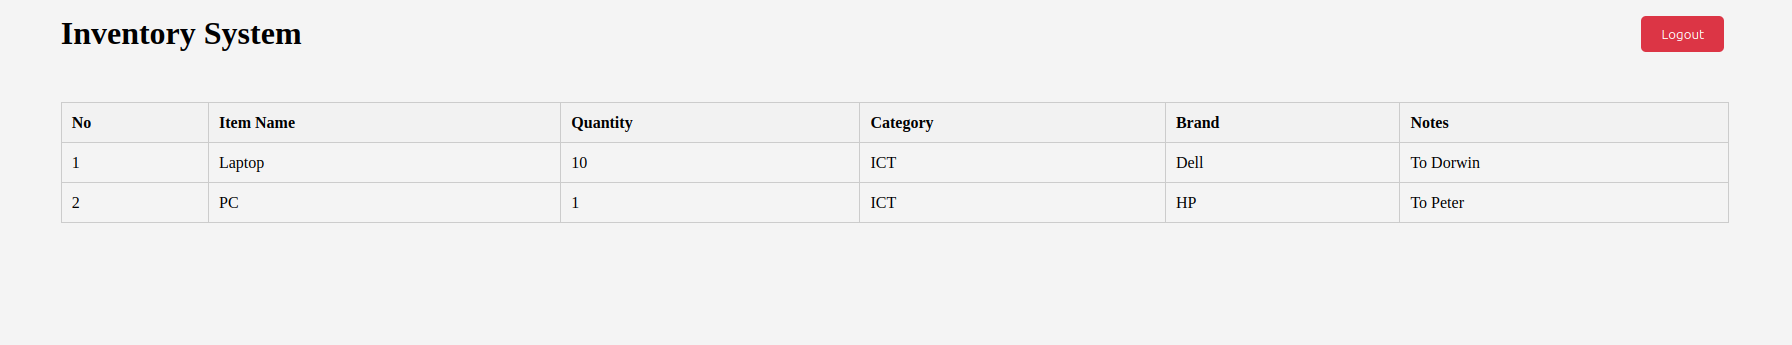 Inventory System
Logout
No Item Name Quantity Category Brand Notes
1 Laptop 10 ICT Dell To Dorwin
2 PC 1 ICT HP To Peter